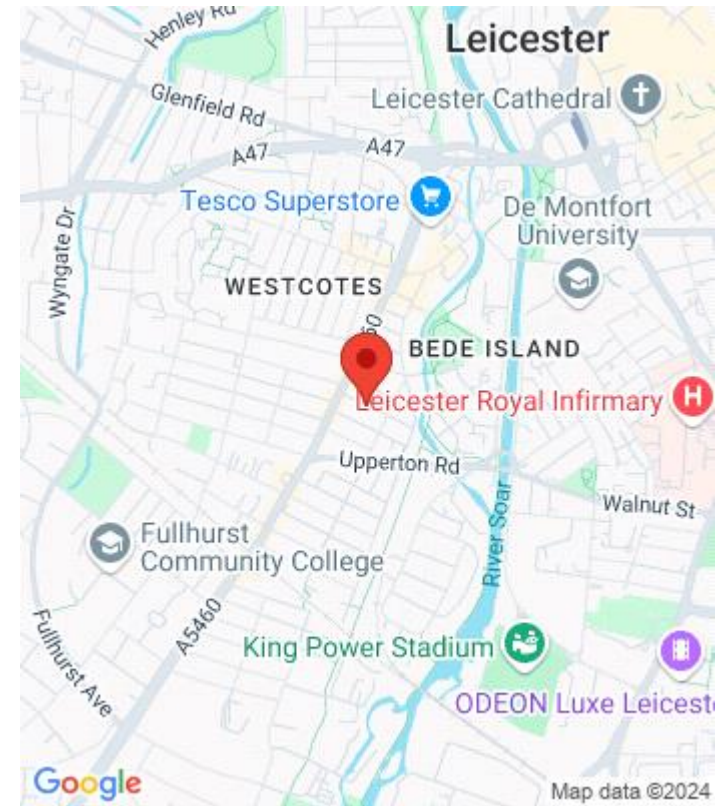 Henley Rd
Leicester
Glenfield Rd
Leicester Cathedral
A47
A47
Tesco Superstore
De Montfort
University
Wyngate Dr
WESTCOTES
60
BEDE ISLAND
Leicester Royal Infirmary
H
Upperton Rd
Walnut St
River Soar
Fullhurst
Community College
A5460
Fullhurst Ave
King Power Stadium
ODEON Luxe Leiceste
Google
Map data ©2024